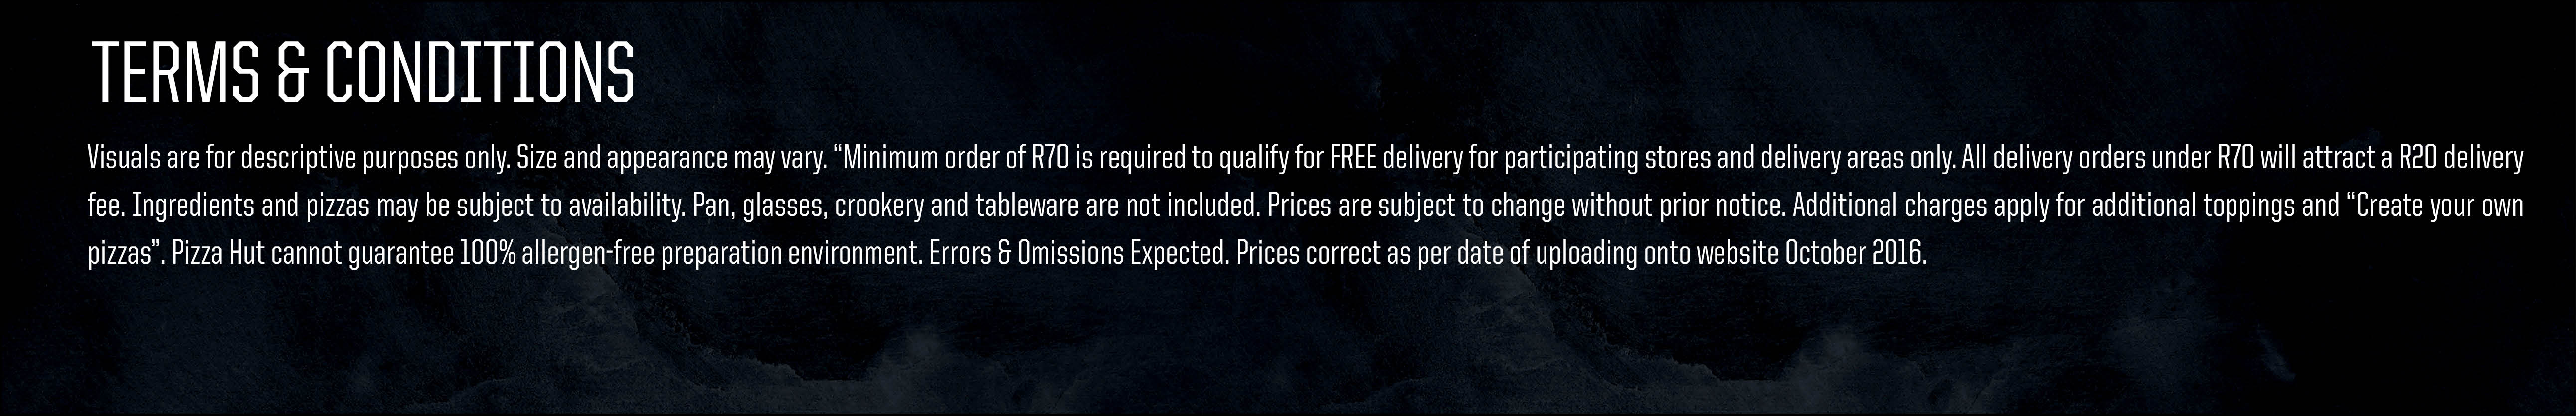 TERMS & CONDITIONS
Visuals are for descriptive purposes only. Size and appearance may vary. “Minimum order of R70 is required to qualify for FREE delivery for participating stores and delivery areas only. All delivery orders under R70 will attract a R20 delivery
fee. Ingredients and pizzas may be subject to availability. Pan, glasses, crookery and tableware are not included. Prices are subject to change without prior notice. Additional charges apply for additional toppings and “Create your own
pizzas”. Pizza Hut cannot guarantee 100% allergen-free preparation environment. Errors & Omissions Expected. Prices correct as per date of uploading onto website October 2016.